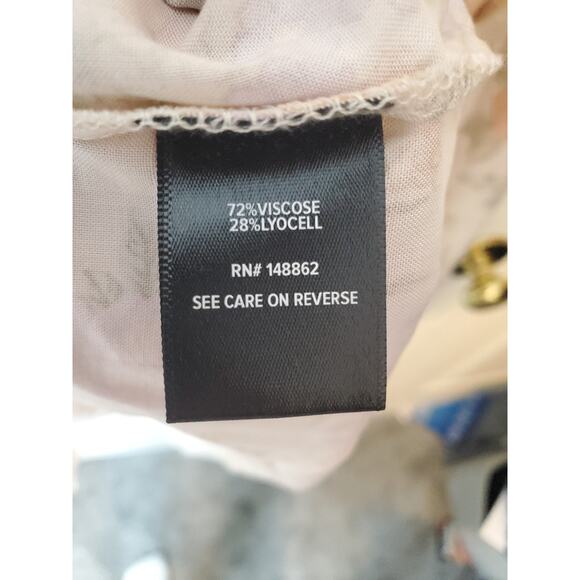 72%VISCOSE
28%LYOCELL
RN# 148862
SEE CARE ON REVERSE